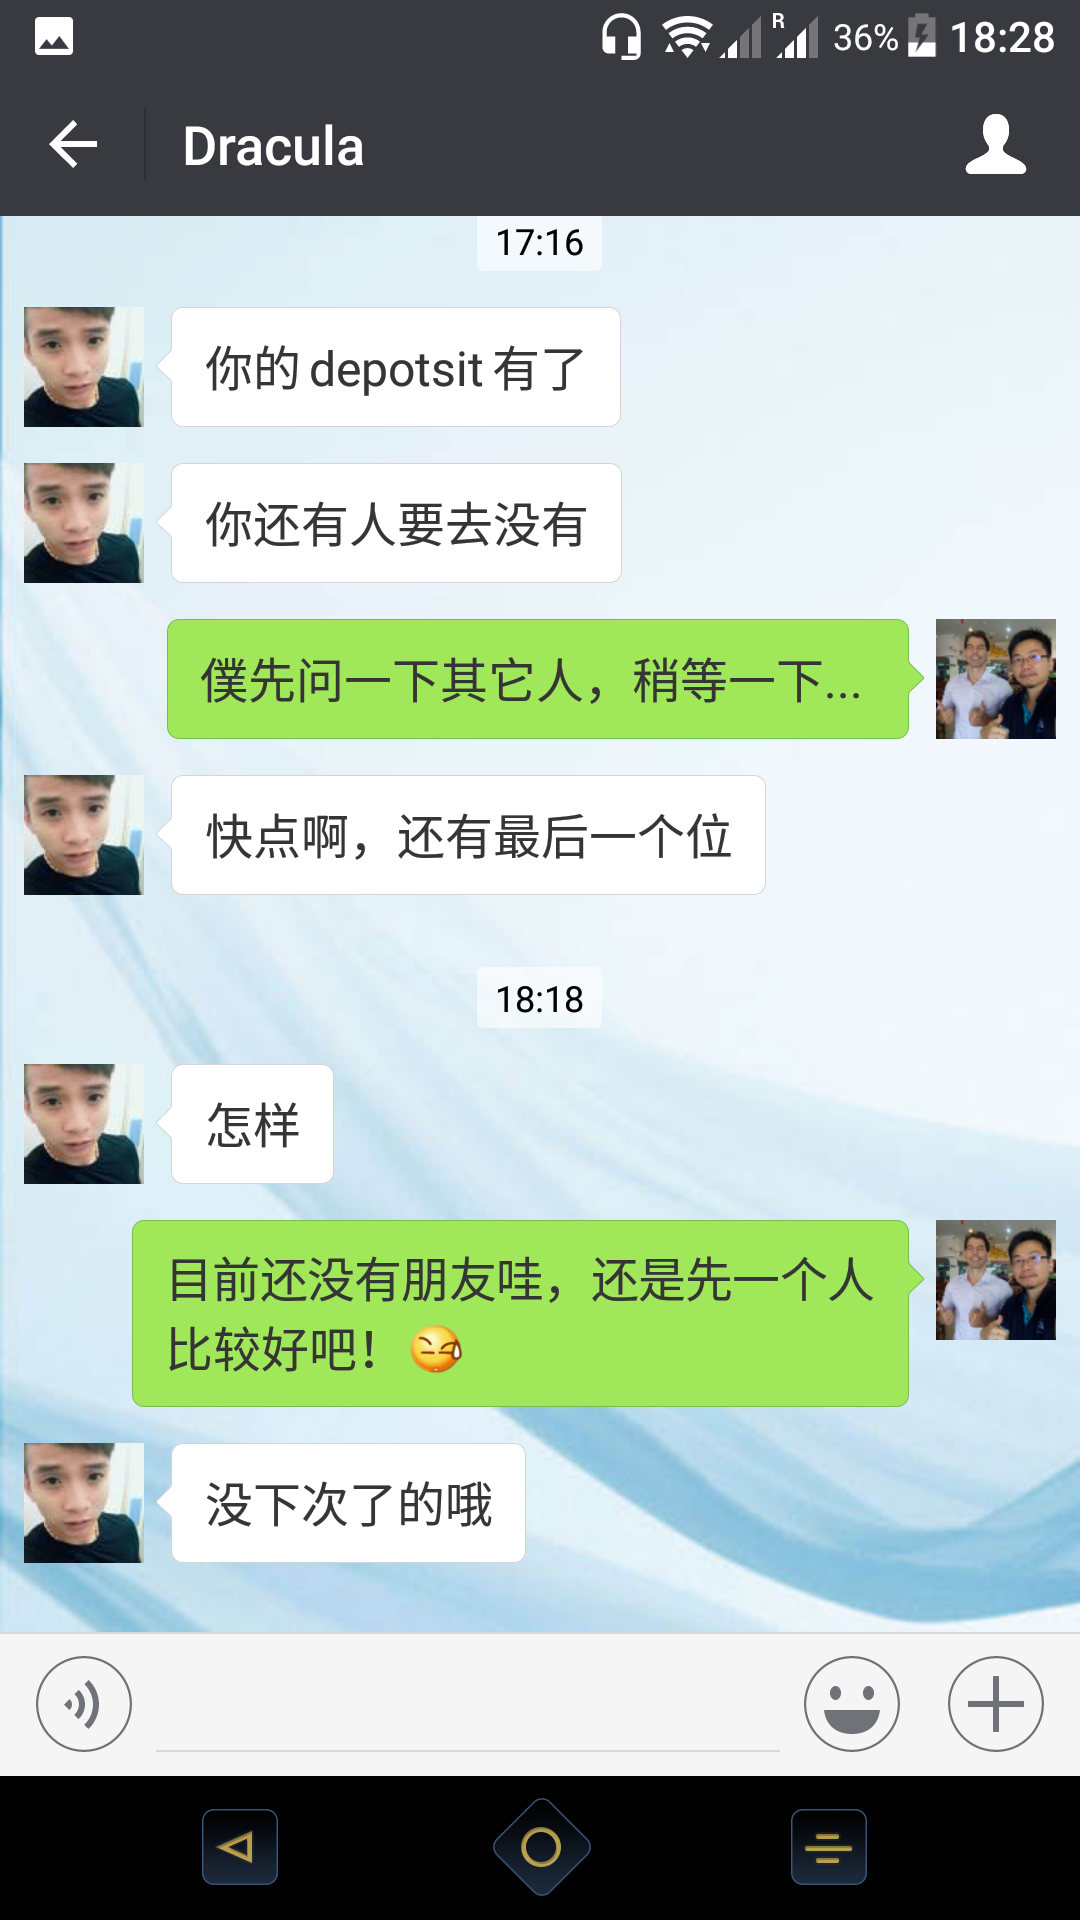 R 36% 18:28
Dracula
17:16
你的 depotsit 有了
你还有人要去没有
僕先问一下其它人，稍等一下...
快点啊，还有最后一个位
18:18
怎样
目前还没有朋友哇，还是先一个人
比较好吧！
没下次了的哦